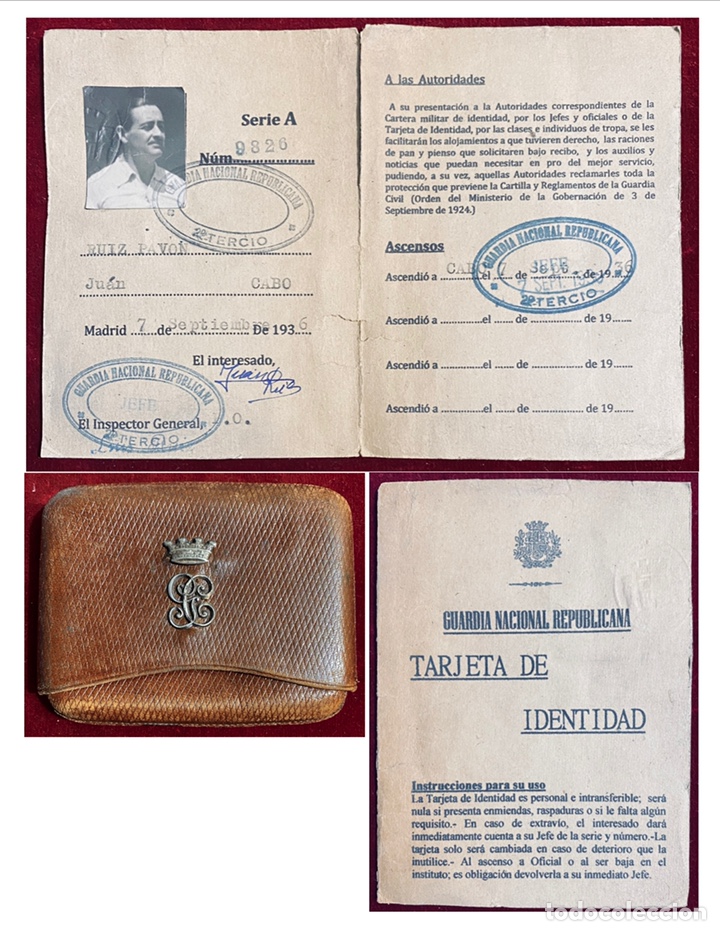 Serie A
Núm. 9826
GUARDIA NACIONAL REPUBLICANA
2º TERCIO
RUIZ PAVON
Juán CABO
Madrid 7 de Septiembre De 1936
El interesado,
Juan Ruiz
GUARDIA NACIONAL REPUBLICANA
JEFE
2º TERCIO
El Inspector General, .O.
A las Autoridades
A su presentación a la Autoridades correspondientes de la
Cartera militar de identidad, por los Jefes y oficiales o de la
Tarjeta de Identidad, por las clases e individuos de tropa, se les
facilitarán los alojamientos a que tuvieren derecho, las raciones
de pan y pienso que solicitaren bajo recibo, y los auxilios y
noticias que puedan necesitar en pro del mejor servicio,
pudiendo, a su vez, aquellas Autoridades reclamarles toda la
protección que previene la Cartilla y Reglamentos de la Guardia
Civil (Orden del Ministerio de la Gobernación de 3 de
Septiembre de 1924.)
Ascensos
GUARDIA NACIONAL REPUBLICANA
Ascendió a CABO el 7 de de 19 36
JEFE
7 SEPT. 193
2º TERCIO
Ascendió a ...............el ...... de ..................de 19.......
Ascendió a ...............el ...... de ..................de 19.......
Ascendió a ...............el ...... de ..................de 19.......
GUARDIA NACIONAL REPUBLICANA
TARJETA DE
IDENTIDAD
Instrucciones para su uso
La Tarjeta de Identidad es personal e intransferible; será
nula si presenta enmiendas, raspaduras o si le falta algún
requisito.- En caso de extravío, el interesado dará
inmediatamente cuenta a su Jefe de la serie y número.-La
tarjeta solo será cambiada en caso de deterioro que la
inutilice.- Al ascenso a Oficial o al ser baja en el
instituto; es obligación devolverla a su inmediato Jefe.
todocoleccion